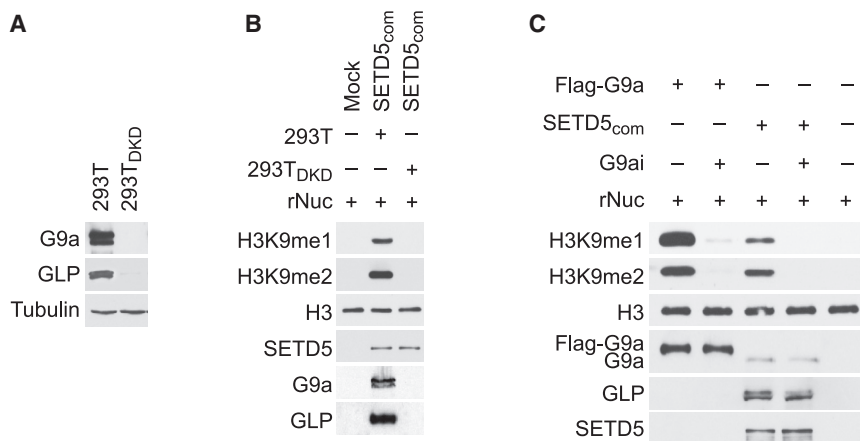 A
293T
293TDKD
G9a
GLP
Tubulin
B
Mock
SETD5com
SETD5com
293T – + –
293TDKD – – +
rNuc + + +
H3K9me1
H3K9me2
H3
SETD5
G9a
GLP
C
Flag-G9a + + – – –
SETD5com – – + + –
G9ai – + – + –
rNuc + + + + +
H3K9me1
H3K9me2
H3
Flag-G9a
G9a
GLP
SETD5